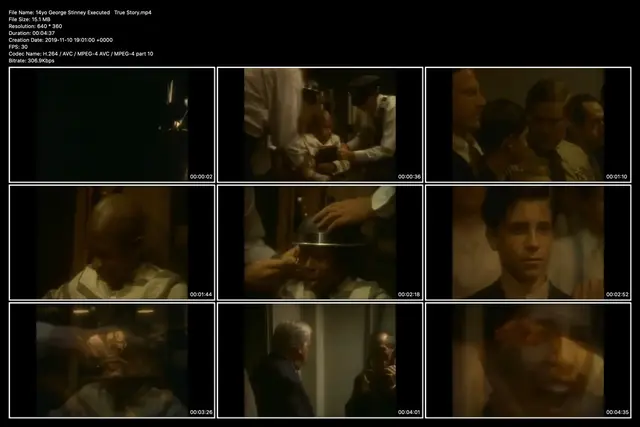 File Name: 14yo George Stinney Executed   True Story.mp4
File Size: 15.1 MB
Resolution: 640 * 360
Duration: 00:04:37
Creation Date: 2019-11-10 19:01:00 +0000
FPS: 30
Codec Name: H.264 / AVC / MPEG-4 AVC / MPEG-4 part 10
Bitrate: 306.9Kbps
00:00:02
00:00:36
00:01:10
00:01:44
00:02:18
00:02:52
00:03:26
00:04:01
00:04:35